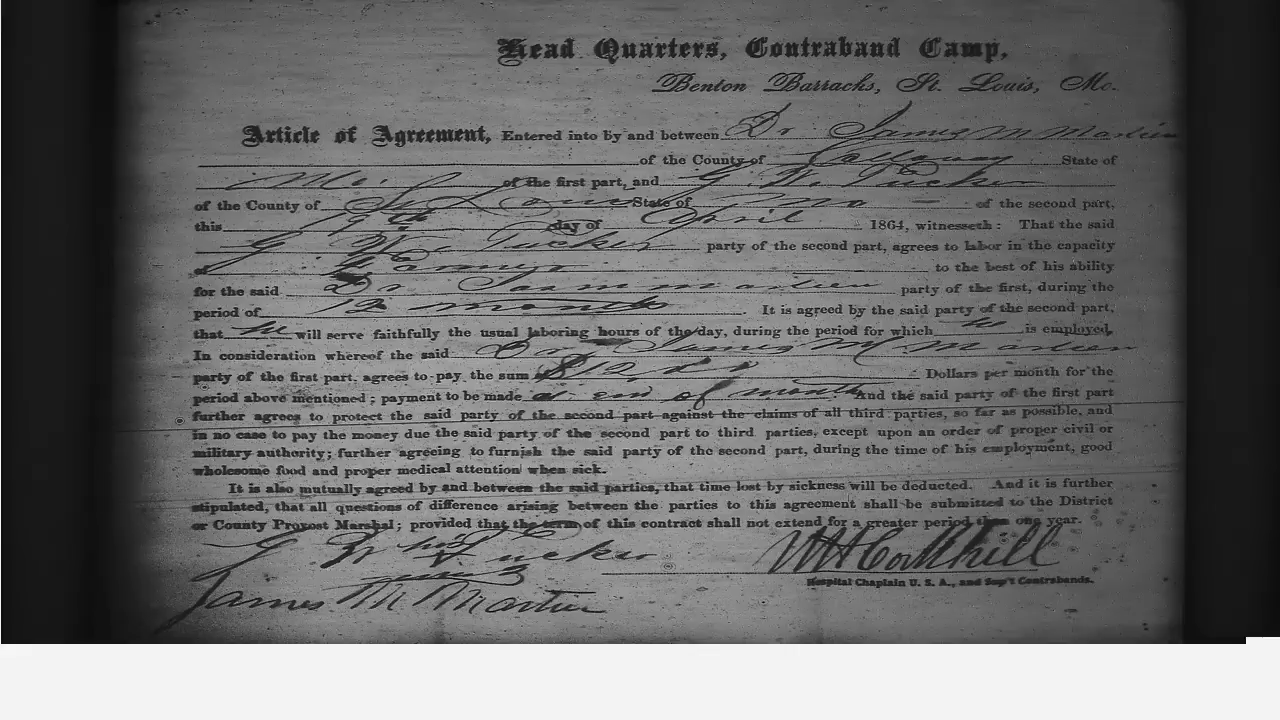 Head Quarters, Contraband Camp,
Benton Barracks, St. Louis, Mo.
Article of Agreement, Entered into by and between Dr James M Martien
of the County of Callaway State of
Mo. of the first part, and G. W. Tucker
of the County of St Louis State of Mo of the second part,
this 9th day of April 1864, witnesseth: That the said
G. W. Tucker party of the second part, agrees to labor in the capacity
of Farmer to the best of his ability
for the said Dr Jas m martien party of the first, during the
period of 12 months. It is agreed by the said party of the second part,
that he will serve faithfully the usual laboring hours of the day, during the period for which he is employed,
In consideration whereof the said Dr. James M Martien
party of the first part, agrees to pay the sum of $12, Dollars per month for the
period above mentioned; payment to be made at end of month And the said party of the first part
further agrees to protect the said party of the second part against the claims of all third parties, so far as possible, and
in no case to pay the money due the said party of the second part to third parties, except upon an order of proper civil or
military authority; further agreeing to furnish the said party of the second part, during the time of his employment, good
wholesome food and proper medical attention when sick.
It is also mutually agreed by and between the said parties, that time lost by sickness will be deducted. And it is further
stipulated, that all questions of difference arising between the parties to this agreement shall be submitted to the District
or County Provost Marshal; provided that the term of this contract shall not extend for a greater period than one year.
G W his Tucker
W H Corkhill
Hospital Chaplain U. S. A., and Sup't Contrabands.
James M Martien